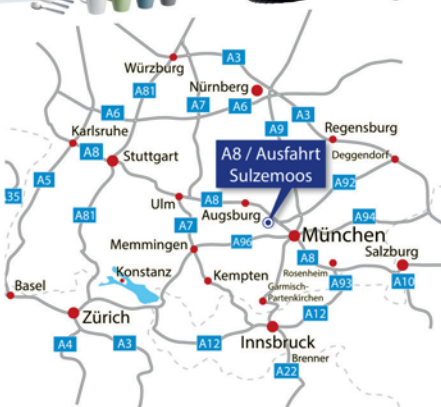 A3
Würzburg
Nürnberg
A81
A7
A6
A6
A3
A9
Karlsruhe
A8
Stuttgart
Regensburg
Deggendorf
A8 / Ausfahrt
Sulzemoos
A5
A92
35
Ulm
A8
Augsburg
A81
A7
A94
Memmingen
A96
München
A8
Salzburg
Konstanz
Kempten
Rosenheim
Garmisch-
Partenkirchen
A93
A10
Basel
Zürich
A12
Innsbruck
A4
A3
A12
Brenner
A22